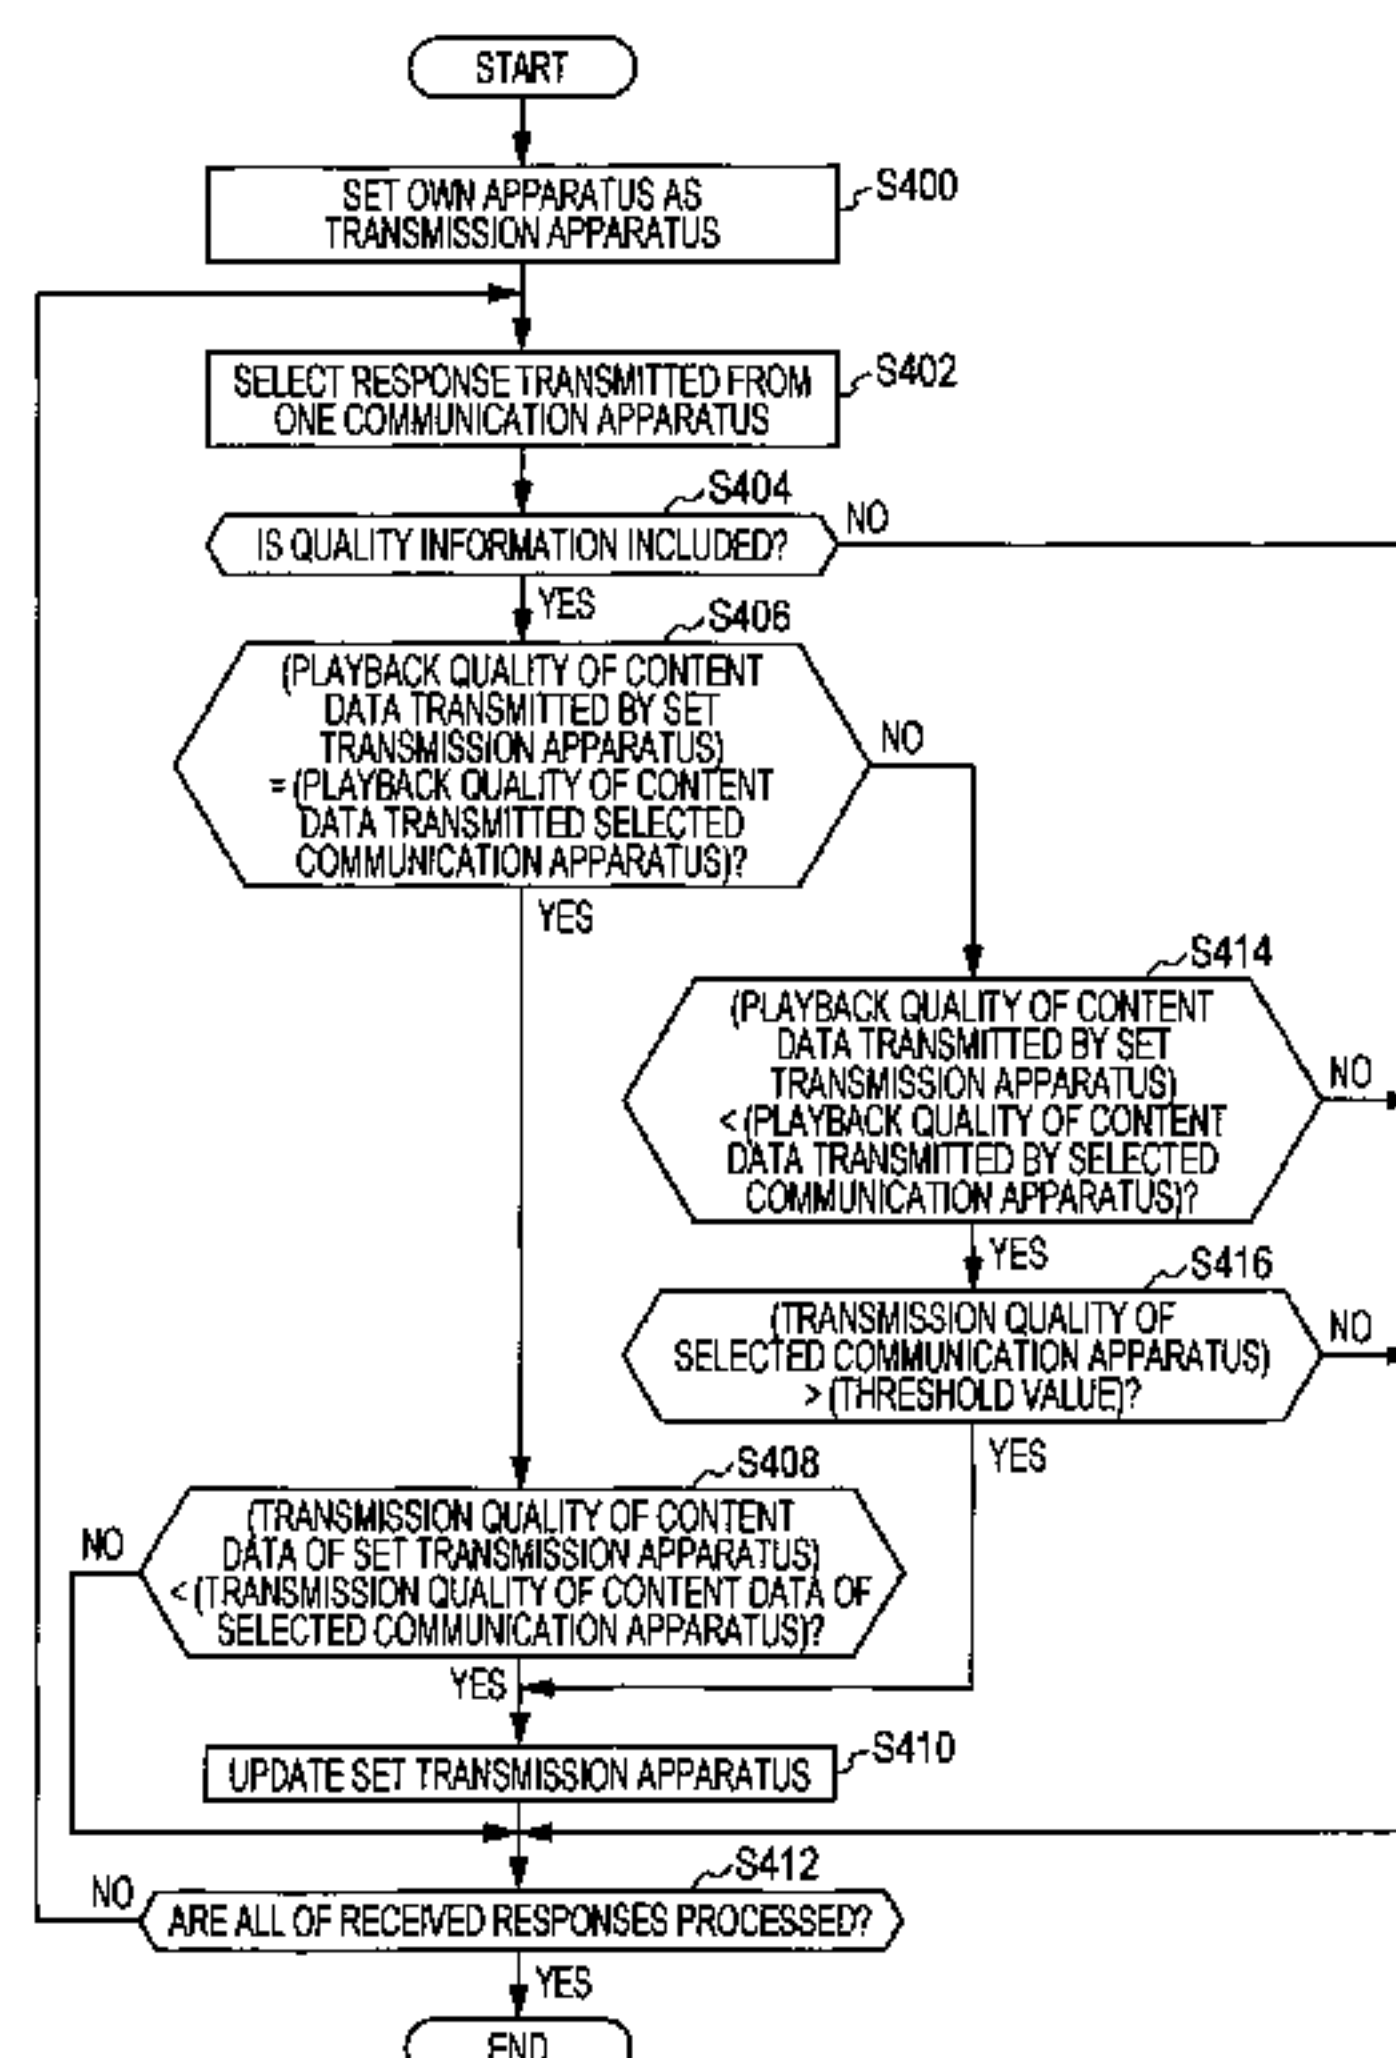 START
SET OWN APPARATUS AS
TRANSMISSION APPARATUS
S400
SELECT RESPONSE TRANSMITTED FROM
ONE COMMUNICATION APPARATUS
S402
S404
IS QUALITY INFORMATION INCLUDED?
NO
YES
S406
(PLAYBACK QUALITY OF CONTENT
DATA TRANSMITTED BY SET
TRANSMISSION APPARATUS)
= (PLAYBACK QUALITY OF CONTENT
DATA TRANSMITTED SELECTED
COMMUNICATION APPARATUS)?
NO
YES
S414
(PLAYBACK QUALITY OF CONTENT
DATA TRANSMITTED BY SET
TRANSMISSION APPARATUS)
< (PLAYBACK QUALITY OF CONTENT
DATA TRANSMITTED BY SELECTED
COMMUNICATION APPARATUS)?
NO
YES
S416
(TRANSMISSION QUALITY OF
SELECTED COMMUNICATION APPARATUS)
> (THRESHOLD VALUE)?
NO
YES
S408
(TRANSMISSION QUALITY OF CONTENT
DATA OF SET TRANSMISSION APPARATUS)
< (TRANSMISSION QUALITY OF CONTENT DATA OF
SELECTED COMMUNICATION APPARATUS)?
NO
YES
UPDATE SET TRANSMISSION APPARATUS
S410
S412
ARE ALL OF RECEIVED RESPONSES PROCESSED?
NO
YES
END